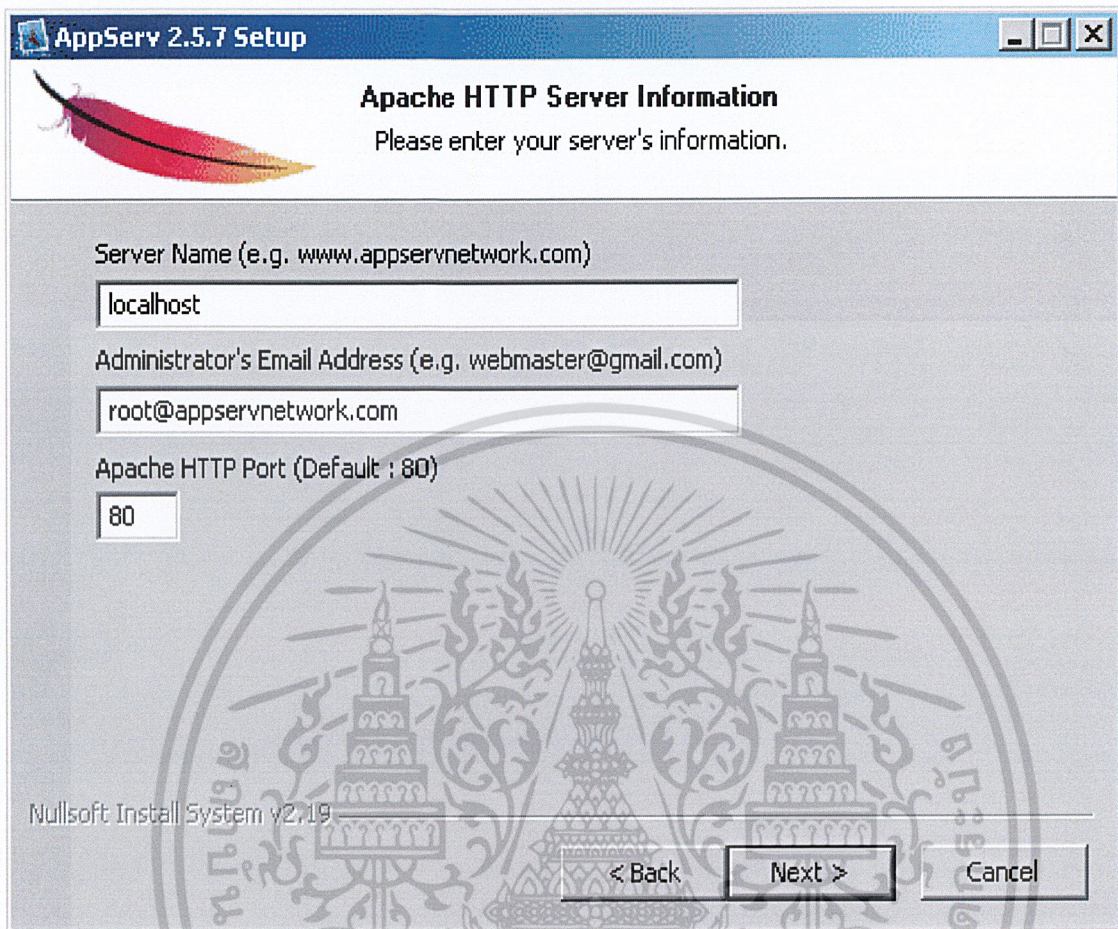 AppServ 2.5.7 Setup
Apache HTTP Server Information
Please enter your server's information.
Server Name (e.g. www.appservnetwork.com)
localhost
Administrator's Email Address (e.g. webmaster@gmail.com)
root@appservnetwork.com
Apache HTTP Port (Default : 80)
80
Nullsoft Install System v2.19
< Back
Next >
Cancel